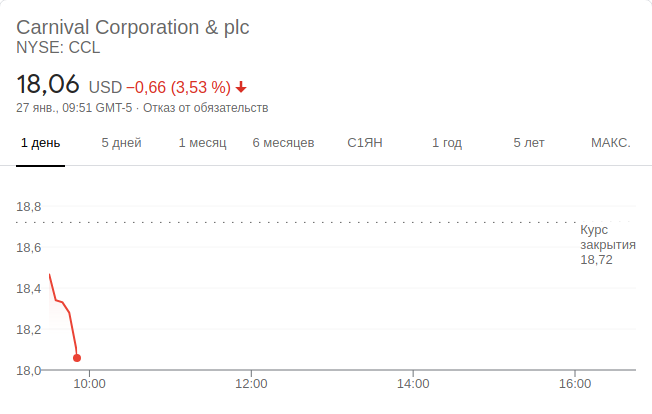 Carnival Corporation & plc
NYSE: CCL
18,06 USD −0,66 (3,53 %)
27 янв., 09:51 GMT-5 · Отказ от обязательств
1 день 5 дней 1 месяц 6 месяцев С1ЯН 1 год 5 лет МАКС.
18,8
Курс
18,6 закрытия
18,72
18,4
18,2
18,0
10:00 12:00 14:00 16:00